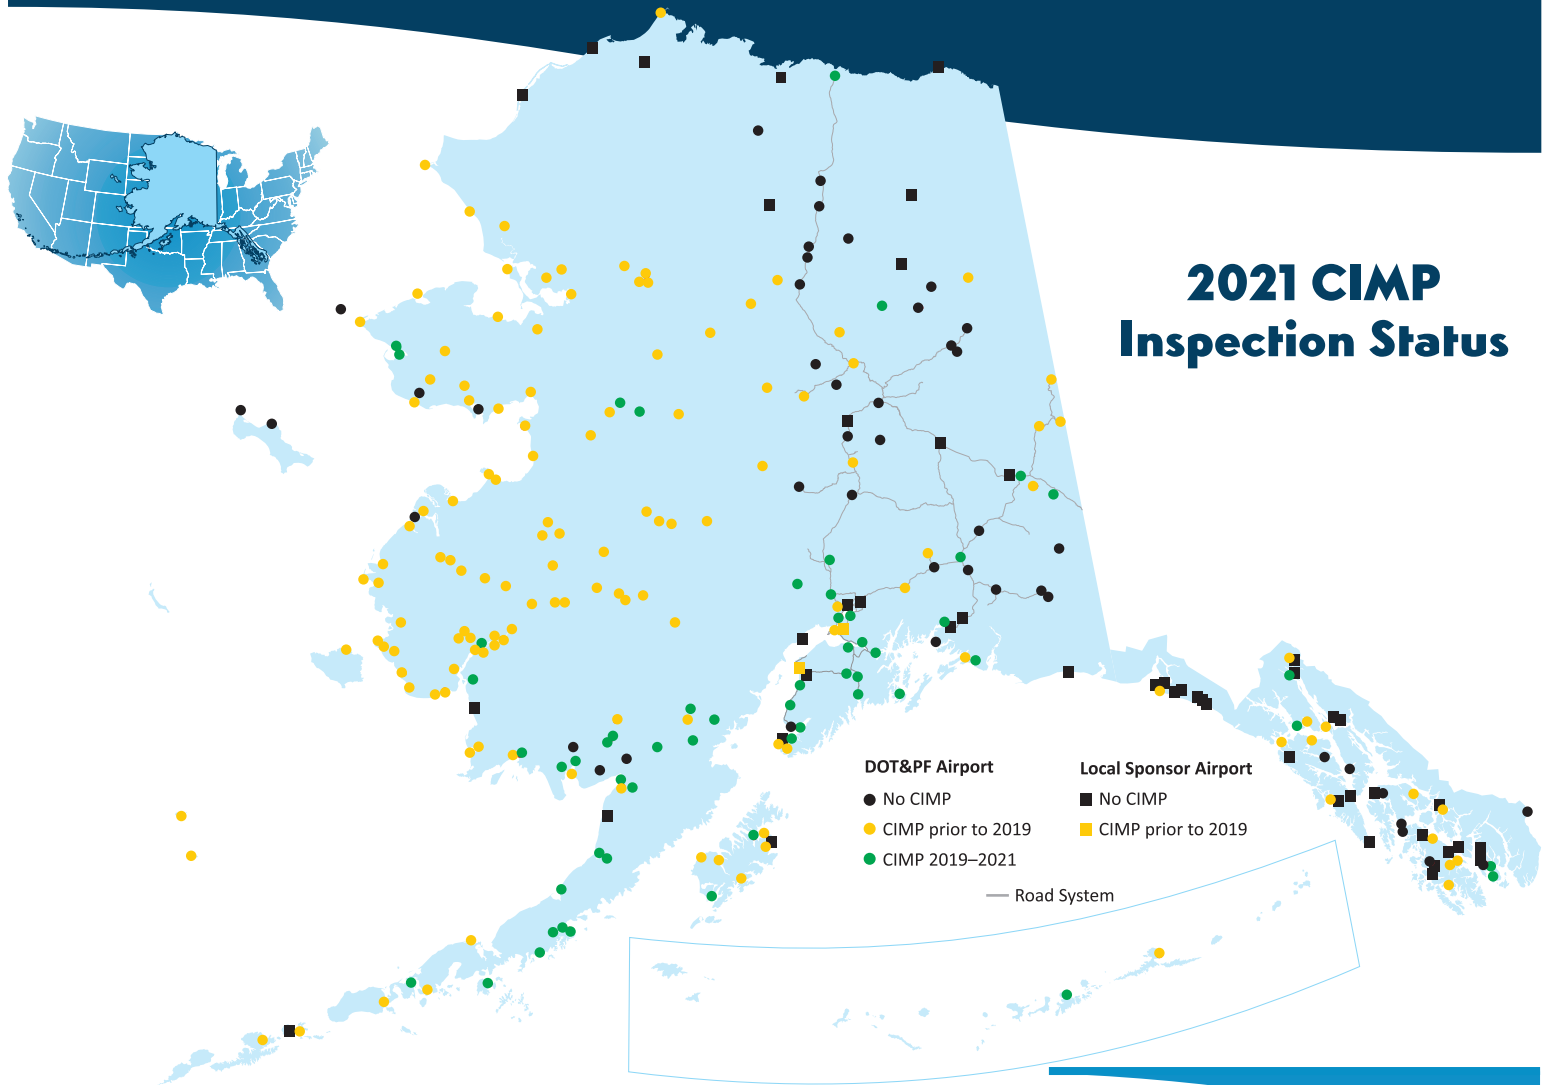 2021 CIMP
Inspection Status
DOT&PF Airport
No CIMP
CIMP prior to 2019
CIMP 2019–2021
Local Sponsor Airport
No CIMP
CIMP prior to 2019
Road System